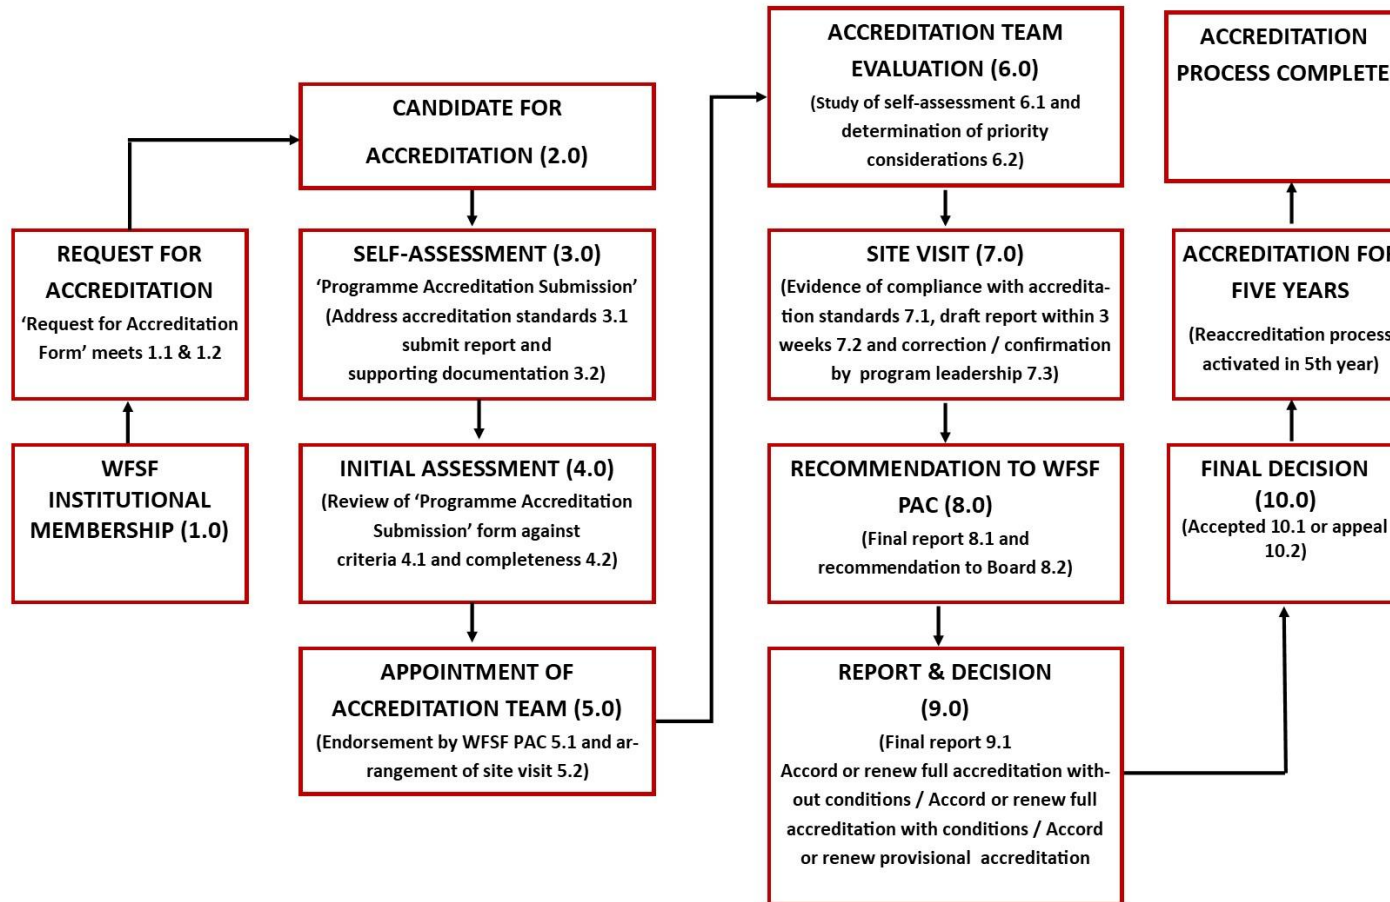 WFSF
INSTITUTIONAL
MEMBERSHIP (1.0)
REQUEST FOR
ACCREDITATION
‘Request for Accreditation
Form’ meets 1.1 & 1.2
CANDIDATE FOR
ACCREDITATION (2.0)
SELF-ASSESSMENT (3.0)
‘Programme Accreditation Submission’
(Address accreditation standards 3.1
submit report and
supporting documentation 3.2)
INITIAL ASSESSMENT (4.0)
(Review of ‘Programme Accreditation
Submission’ form against
criteria 4.1 and completeness 4.2)
APPOINTMENT OF
ACCREDITATION TEAM (5.0)
(Endorsement by WFSF PAC 5.1 and ar-
rangement of site visit 5.2)
ACCREDITATION TEAM
EVALUATION (6.0)
(Study of self-assessment 6.1 and
determination of priority
considerations 6.2)
SITE VISIT (7.0)
(Evidence of compliance with accredita-
tion standards 7.1, draft report within 3
weeks 7.2 and correction / confirmation
by program leadership 7.3)
RECOMMENDATION TO WFSF
PAC (8.0)
(Final report 8.1 and
recommendation to Board 8.2)
REPORT & DECISION
(9.0)
(Final report 9.1
Accord or renew full accreditation with-
out conditions / Accord or renew full
accreditation with conditions / Accord
or renew provisional accreditation
FINAL DECISION
(10.0)
(Accepted 10.1 or appeal
10.2)
ACCREDITATION FOR
FIVE YEARS
(Reaccreditation process
activated in 5th year)
ACCREDITATION
PROCESS COMPLETE